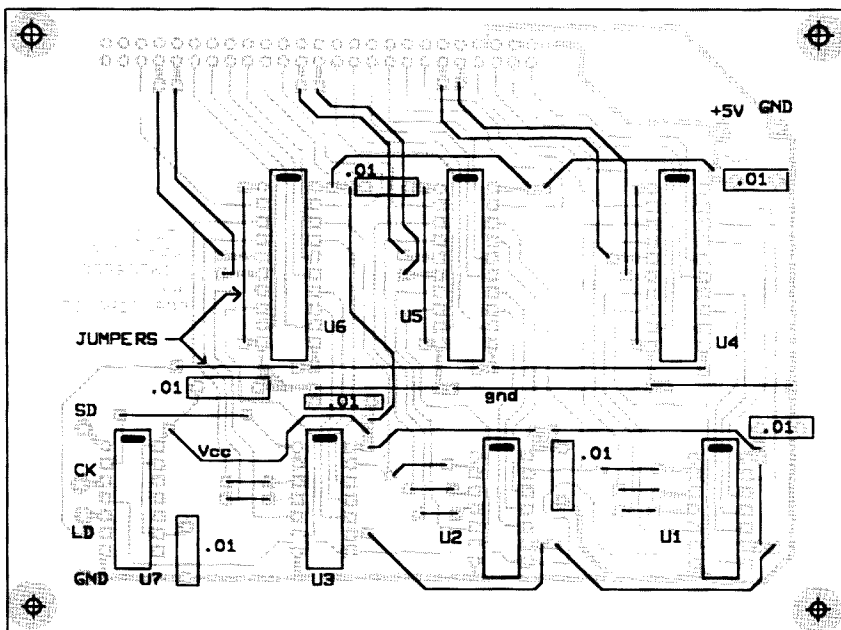 +5V GND
.01 .01
U6 U5 U4
JUMPERS
.01 gnd
.01
SD
.01
Vcc
.01
CK
LD
.01 U2 U1
GND U7 U3